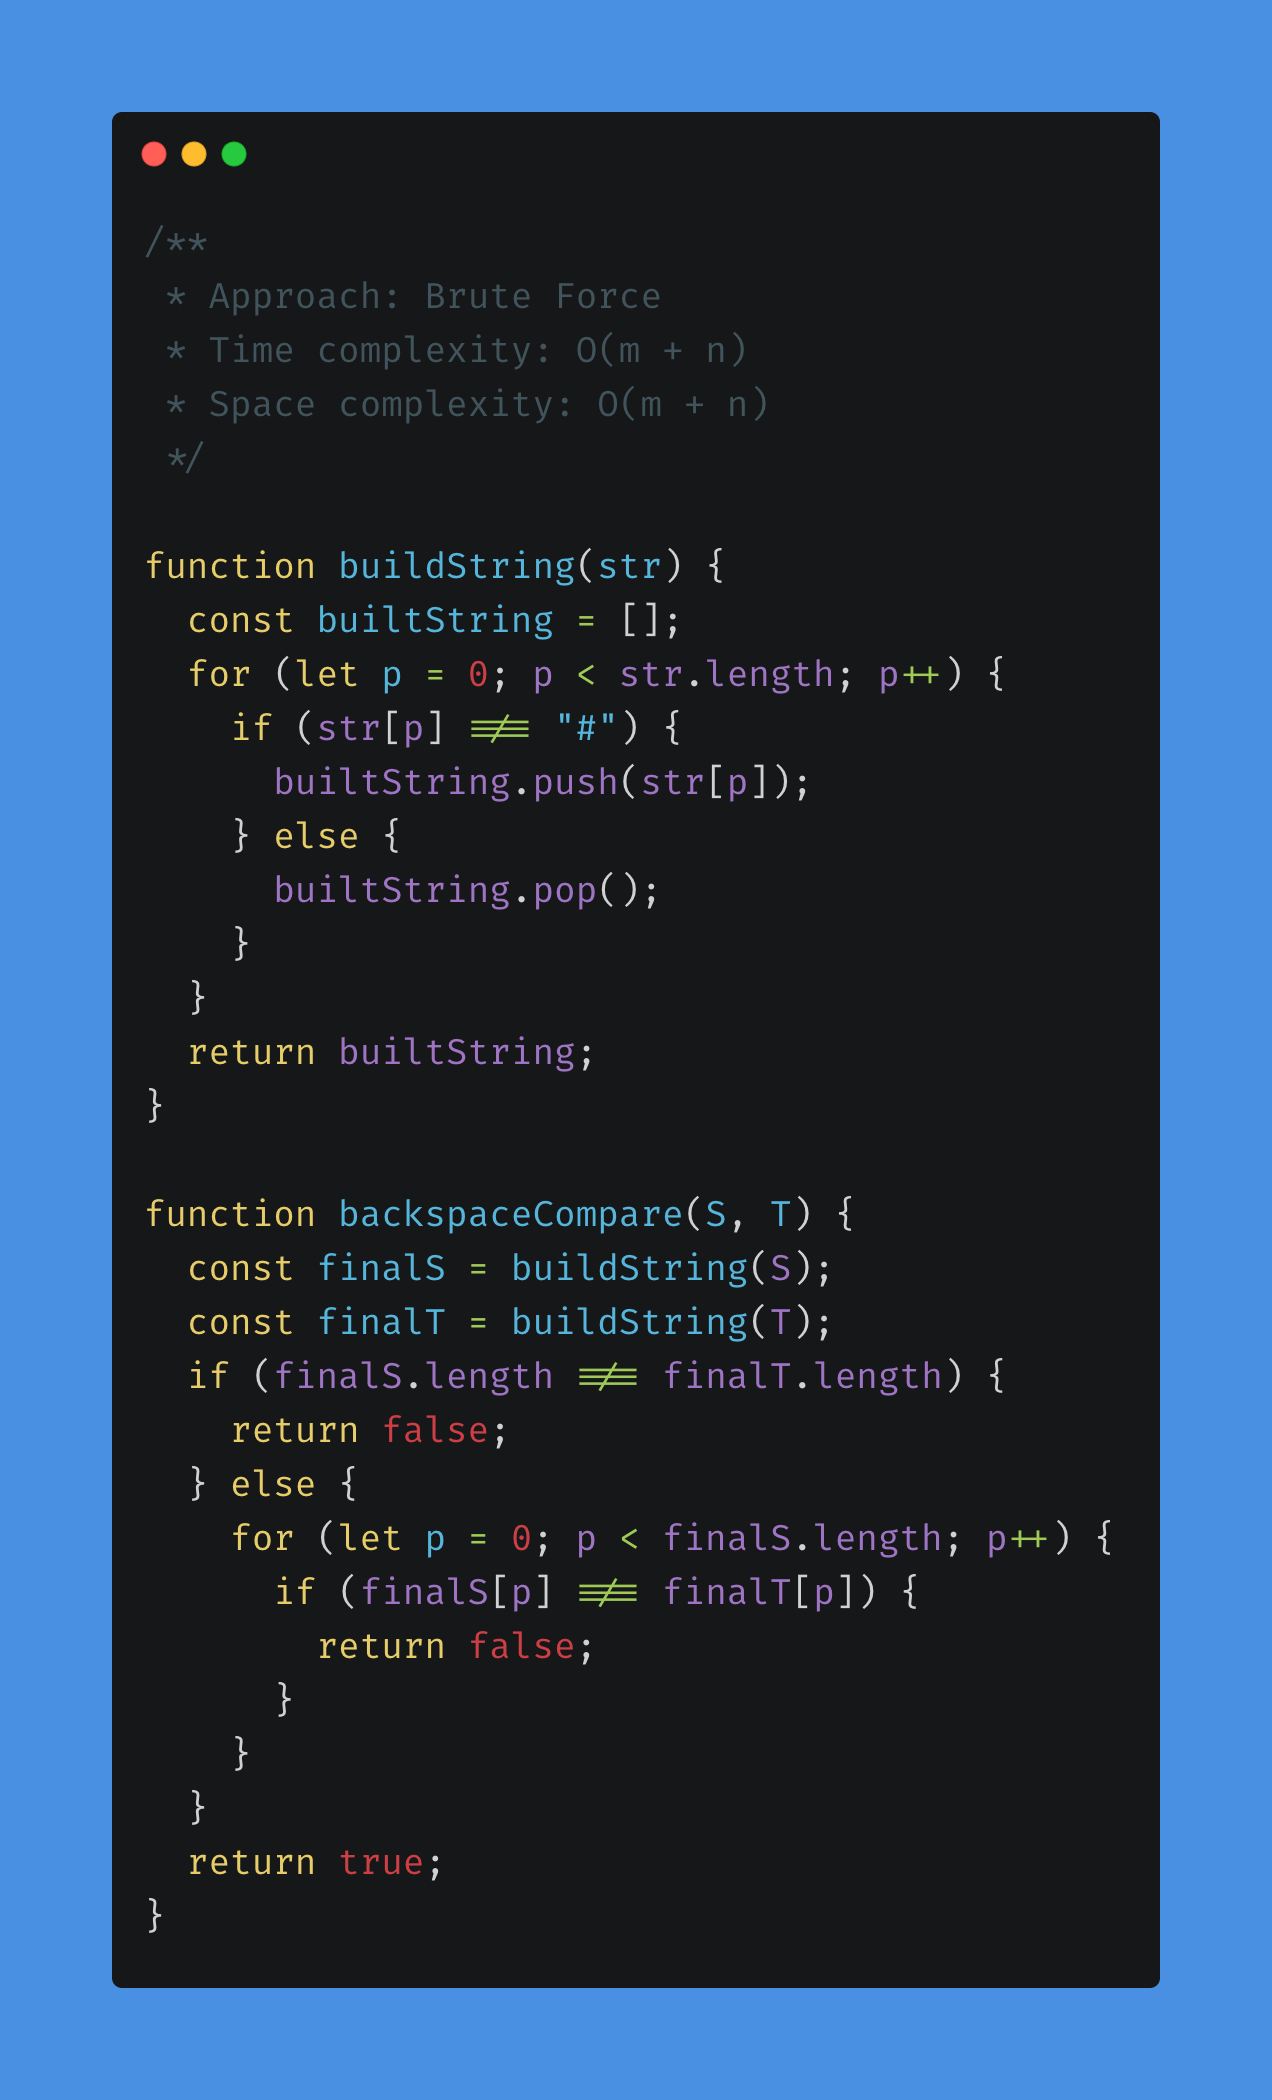 /**
 * Approach: Brute Force
 * Time complexity: O(m + n)
 * Space complexity: O(m + n)
 */

function buildString(str) {
  const builtString = [];
  for (let p = 0; p < str.length; p++) {
    if (str[p] !== "#") {
      builtString.push(str[p]);
    } else {
      builtString.pop();
    }
  }
  return builtString;
}

function backspaceCompare(S, T) {
  const finalS = buildString(S);
  const finalT = buildString(T);
  if (finalS.length !== finalT.length) {
    return false;
  } else {
    for (let p = 0; p < finalS.length; p++) {
      if (finalS[p] !== finalT[p]) {
        return false;
      }
    }
  }
  return true;
}